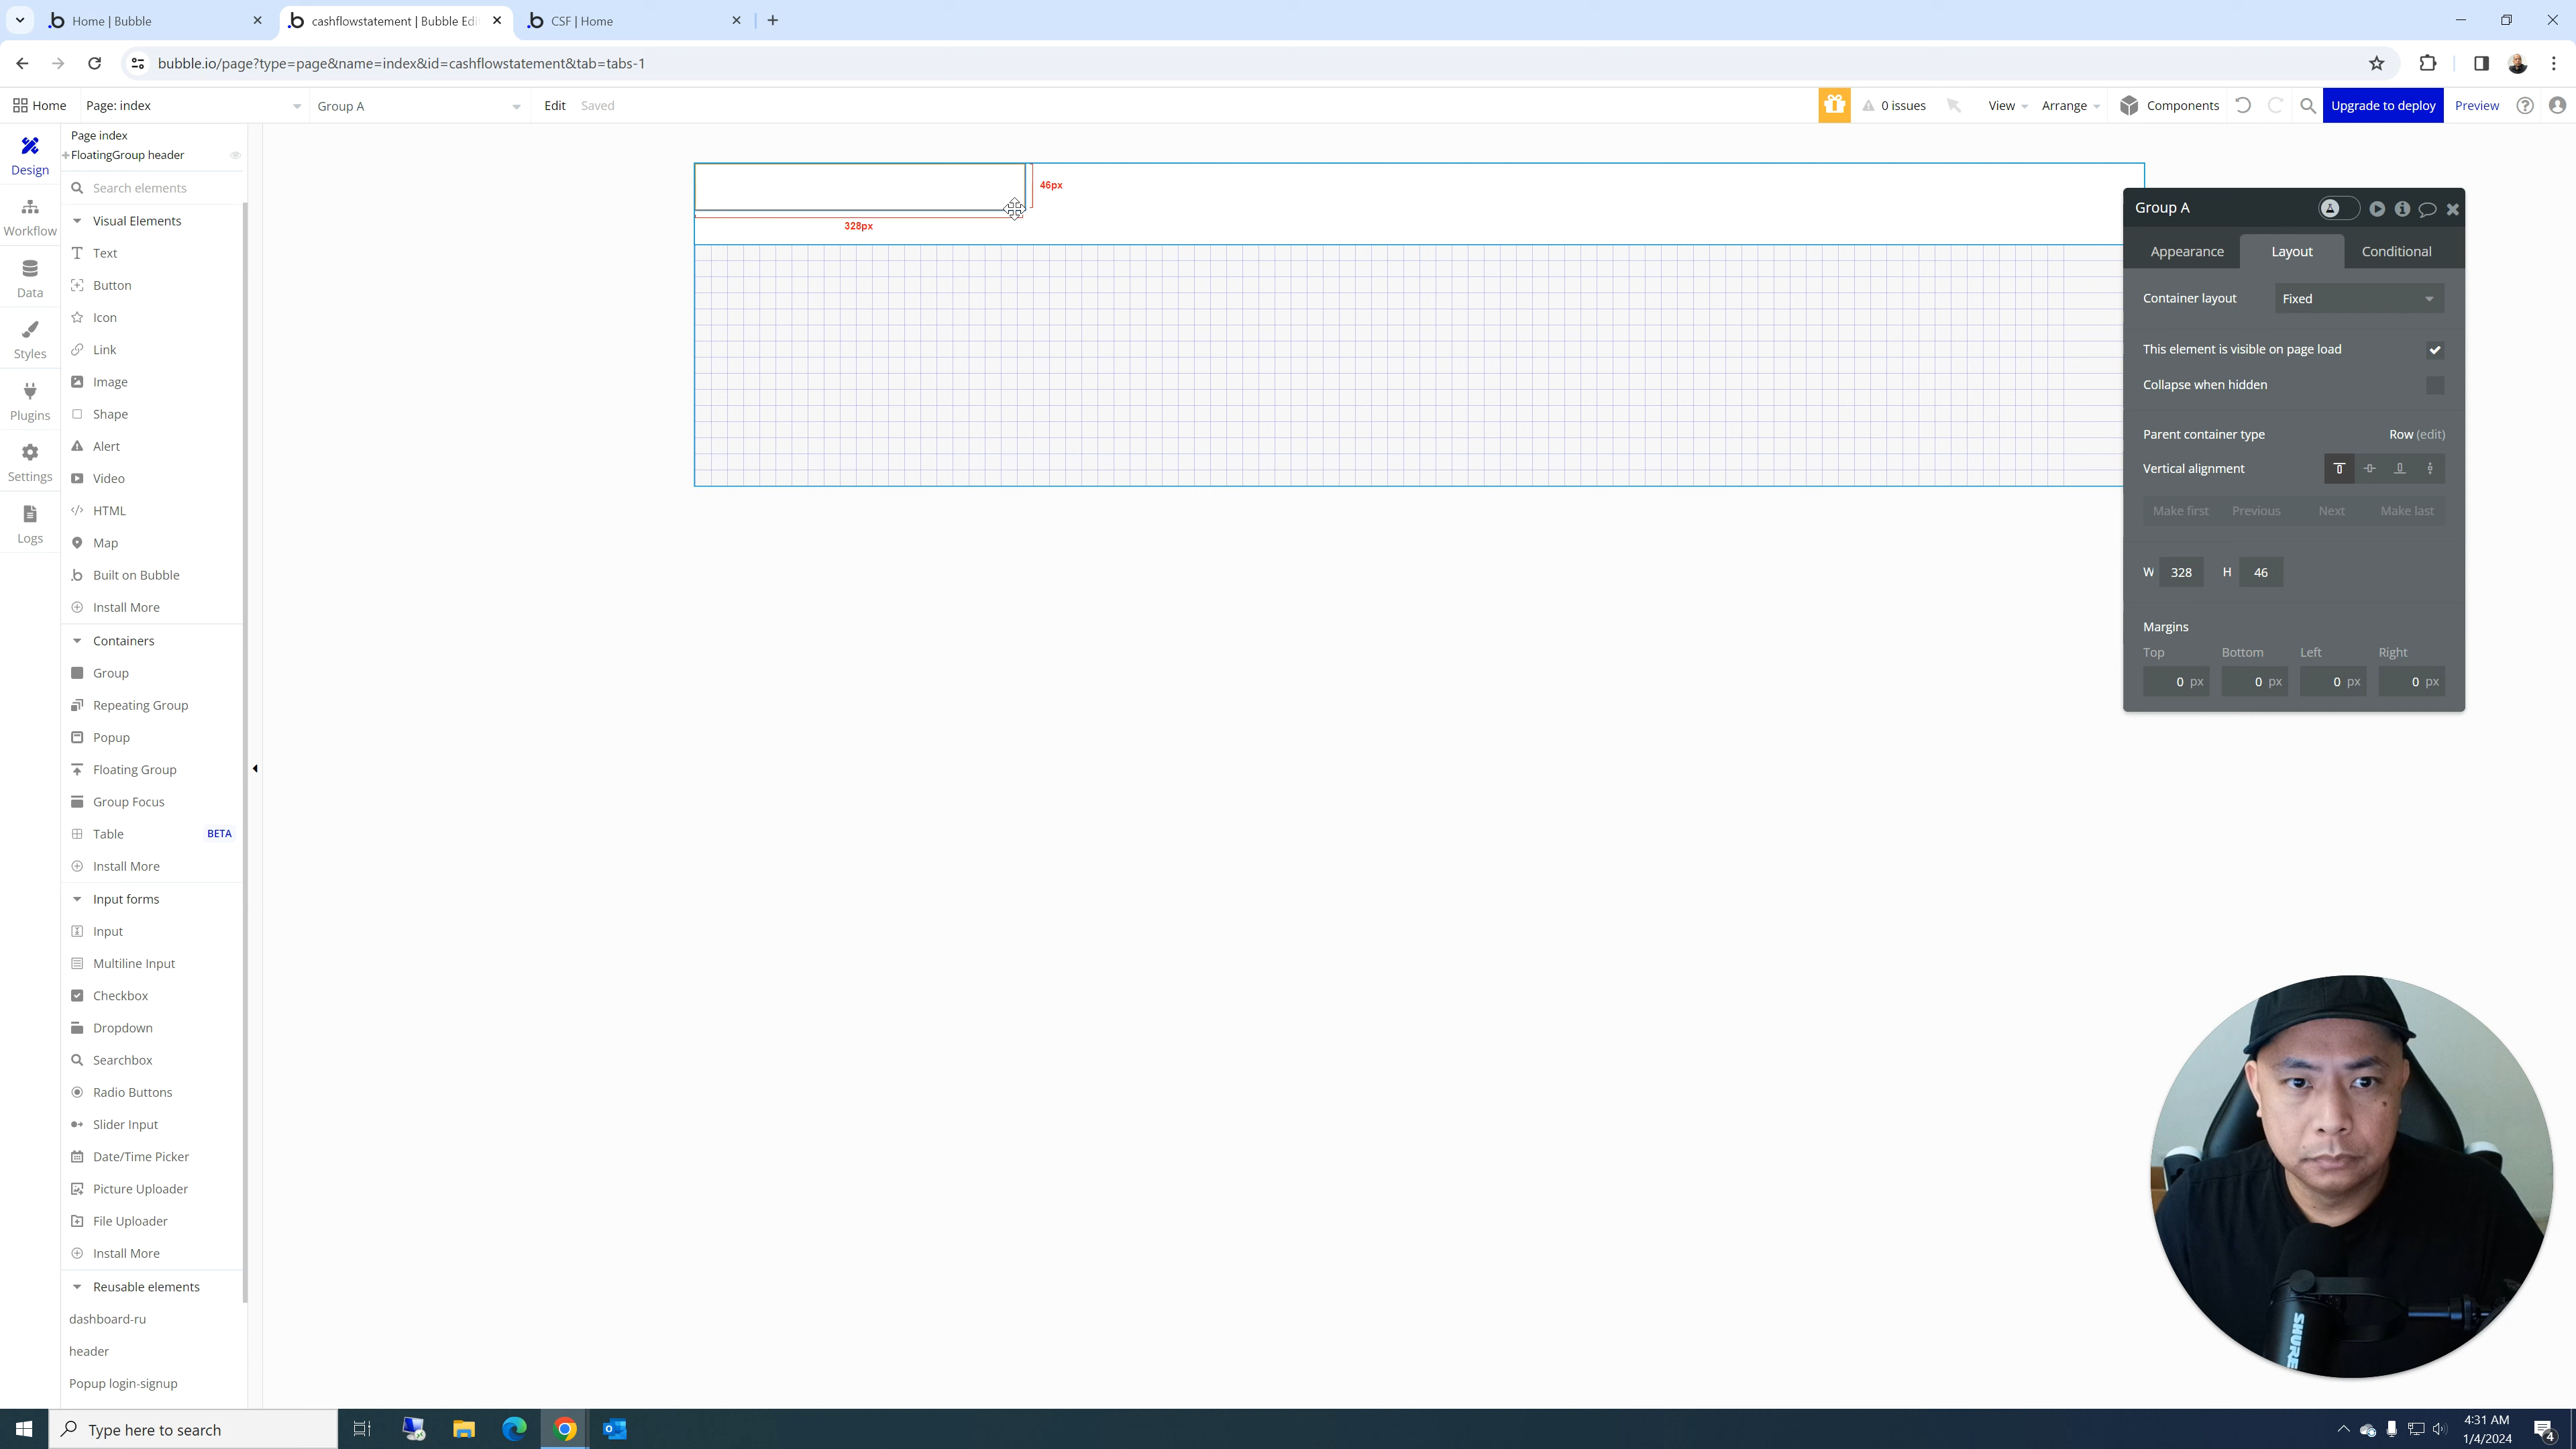 Home | Bubble
cashflowstatement | Bubble Edi
CSF | Home
bubble.io/page?type=page&name=index&id=cashflowstatement&tab=tabs-1
Home
Page: index
Group A
Edit
Saved
0 issues
View
Arrange
Components
Upgrade to deploy
Preview
Design
Workflow
Data
Styles
Plugins
Settings
Logs
Page index
FloatingGroup header
Search elements
Visual Elements
Text
Button
Icon
Link
Image
Shape
Alert
Video
HTML
Map
Built on Bubble
Install More
Containers
Group
Repeating Group
Popup
Floating Group
Group Focus
Table BETA
Install More
Input forms
Input
Multiline Input
Checkbox
Dropdown
Searchbox
Radio Buttons
Slider Input
Date/Time Picker
Picture Uploader
File Uploader
Install More
Reusable elements
dashboard-ru
header
Popup login-signup
46px
328px
Group A
Appearance
Layout
Conditional
Container layout
Fixed
This element is visible on page load
Collapse when hidden
Parent container type
Row (edit)
Vertical alignment
Make first
Previous
Next
Make last
W 328 H 46
Margins
Top Bottom Left Right
0 px 0 px 0 px 0 px
SHURE
Type here to search
4:31 AM
1/4/2024
4